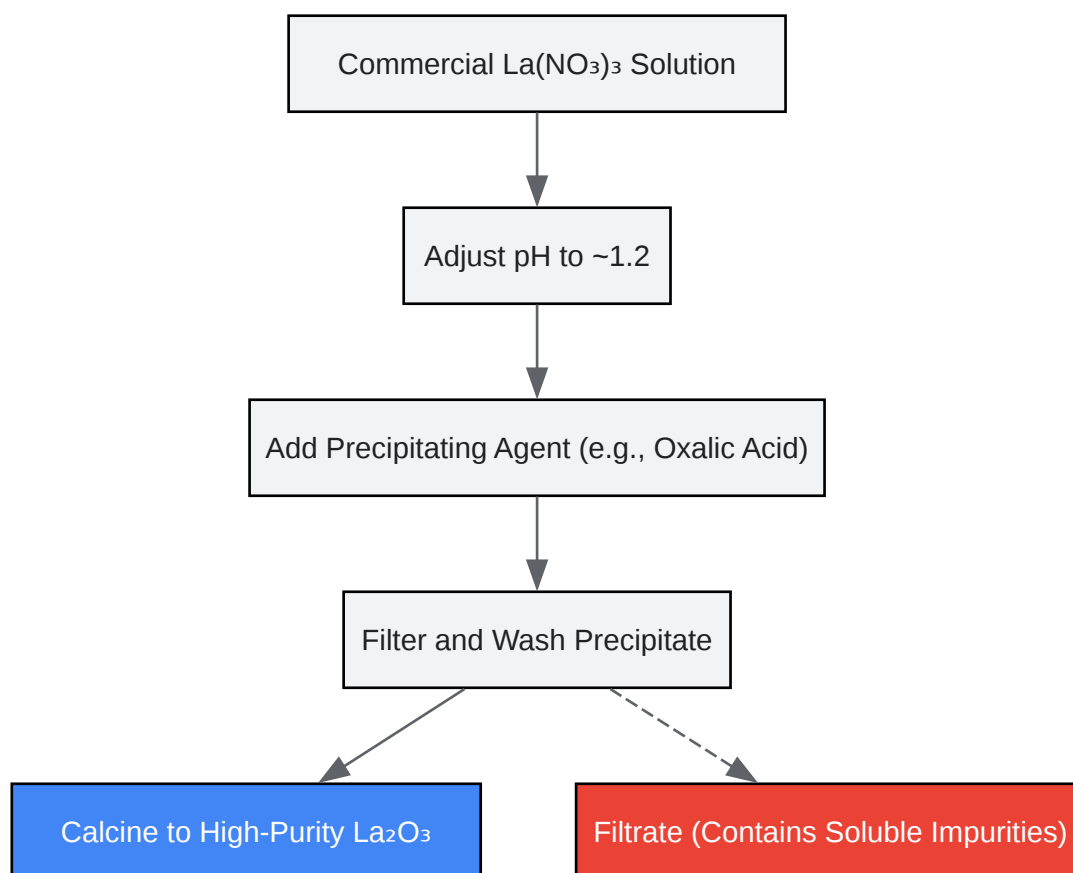 Commercial La(NO₃)₃ Solution
Adjust pH to ~1.2
Add Precipitating Agent (e.g., Oxalic Acid)
Filter and Wash Precipitate
Calcine to High-Purity La₂O₃
Filtrate (Contains Soluble Impurities)